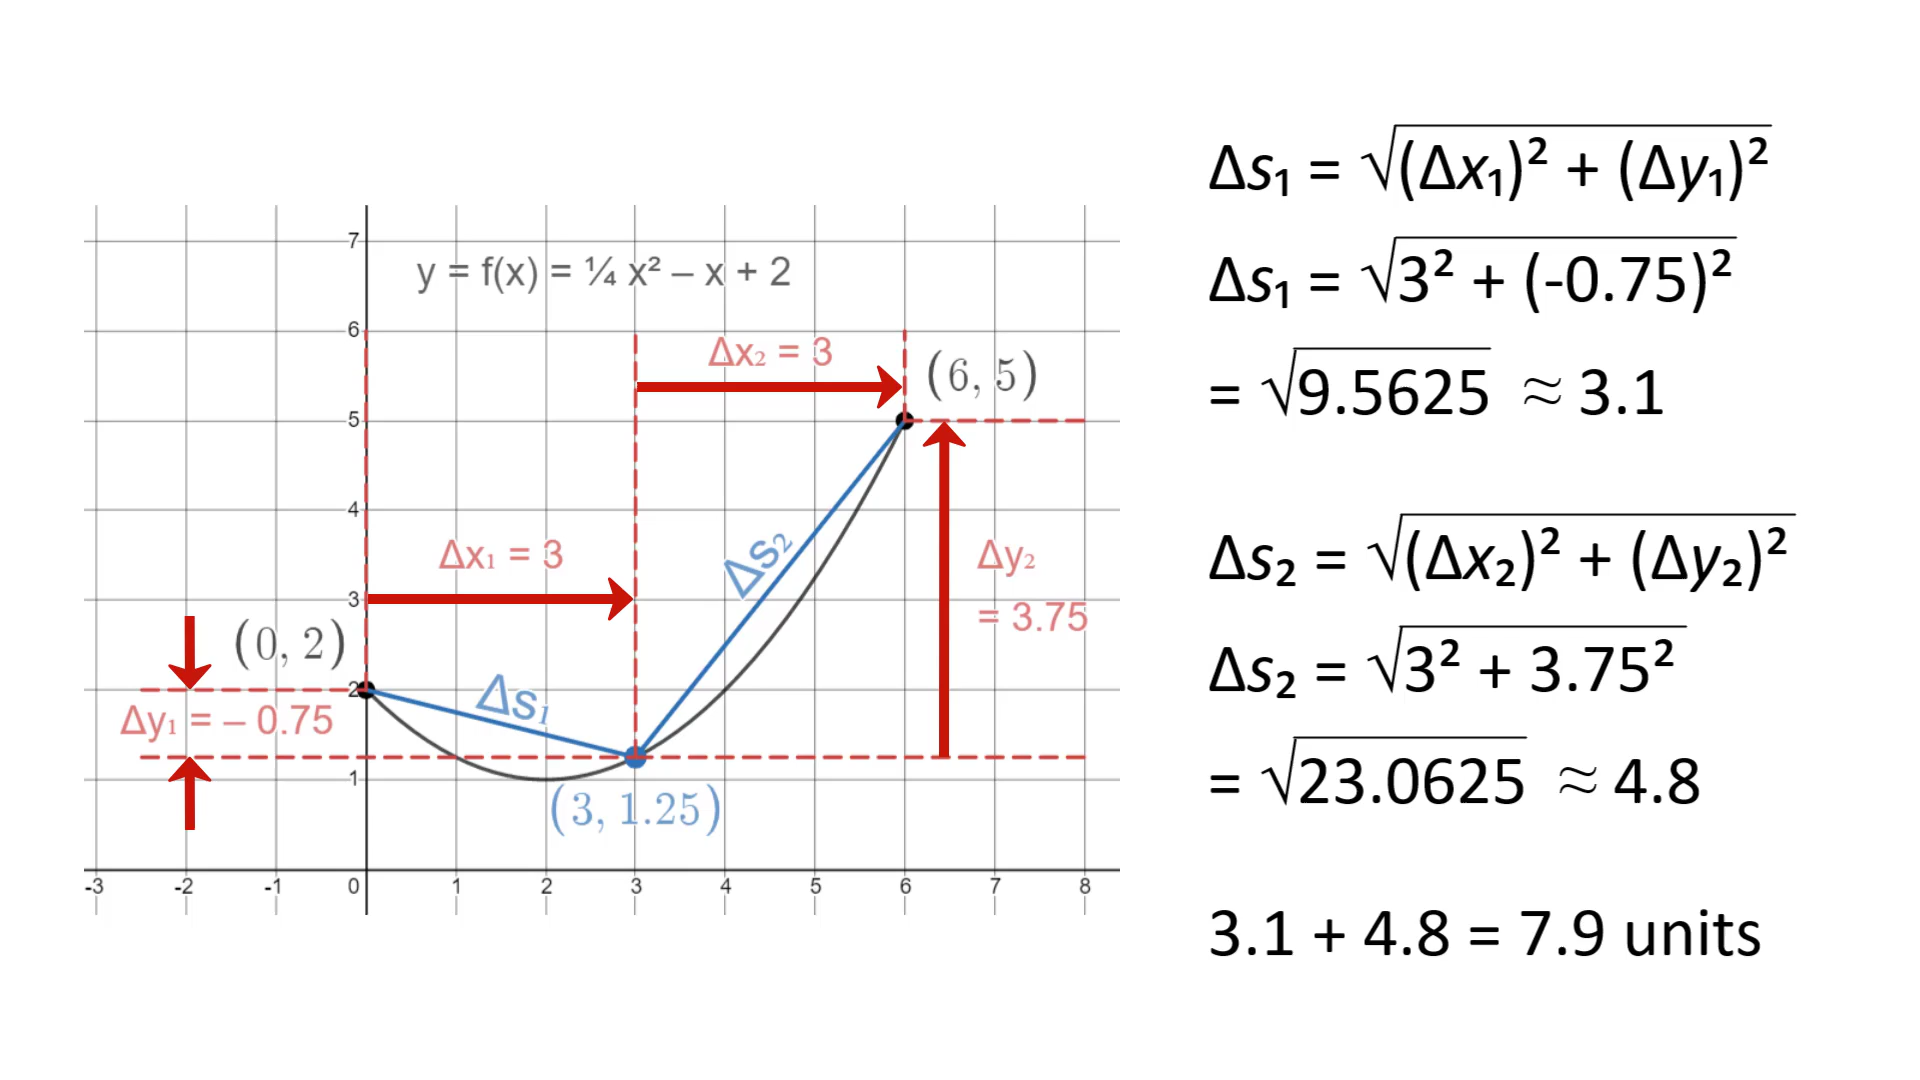 y = f(x) = ¼ x² – x + 2
7
6
5
4
3
2
1
Δx₂ = 3
(6, 5)
Δx₁ = 3
Δs₂
Δy₂
= 3.75
(0, 2)
Δs₁
Δy₁ = – 0.75
(3, 1.25)
-3 -2 -1 0 1 2 3 4 5 6 7 8
Δs₁ = √(Δx₁)² + (Δy₁)²
Δs₁ = √3² + (-0.75)²
= √9.5625 ≈ 3.1
Δs₂ = √(Δx₂)² + (Δy₂)²
Δs₂ = √3² + 3.75²
= √23.0625 ≈ 4.8
3.1 + 4.8 = 7.9 units